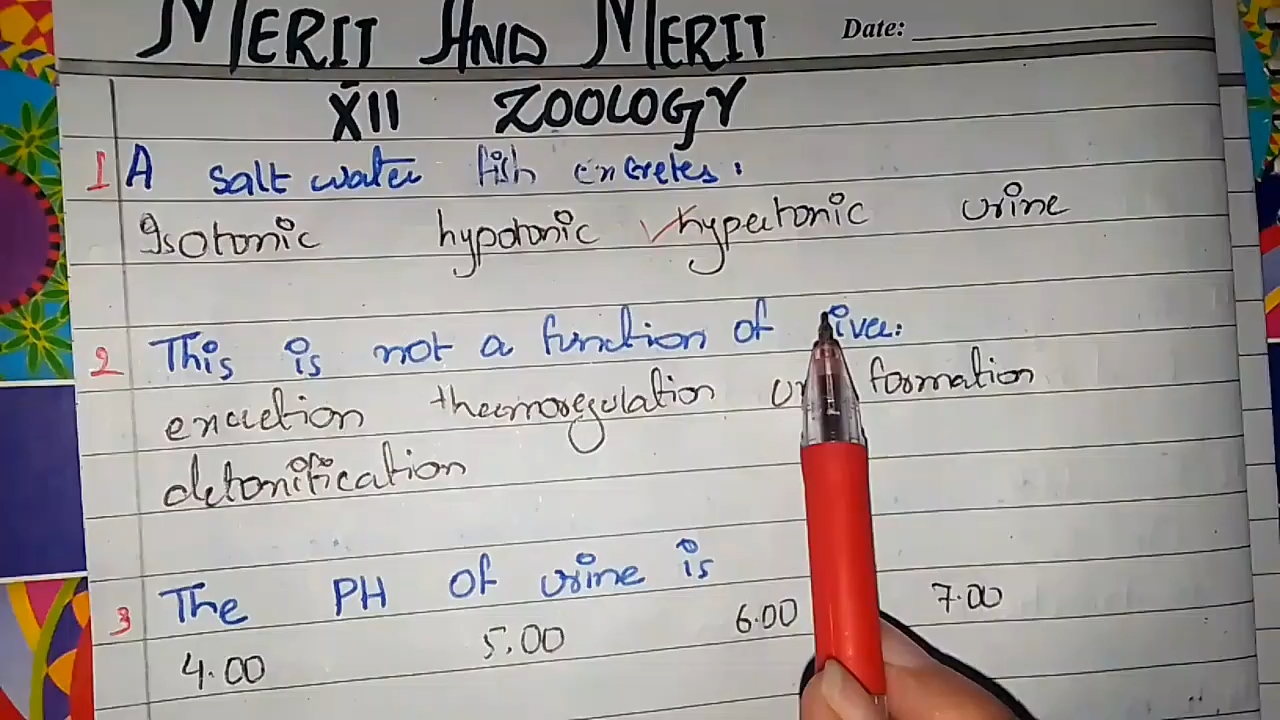 MERIT AND MERIT Date:
XII ZOOLOGY
1 A salt water fish excretes:
Isotonic hypotonic hypertonic urine
2 This is not a function of liver:
excretion thermoregulation formation
detoxification
3 The PH of urine is
4.00 5.00 6.00 7.00